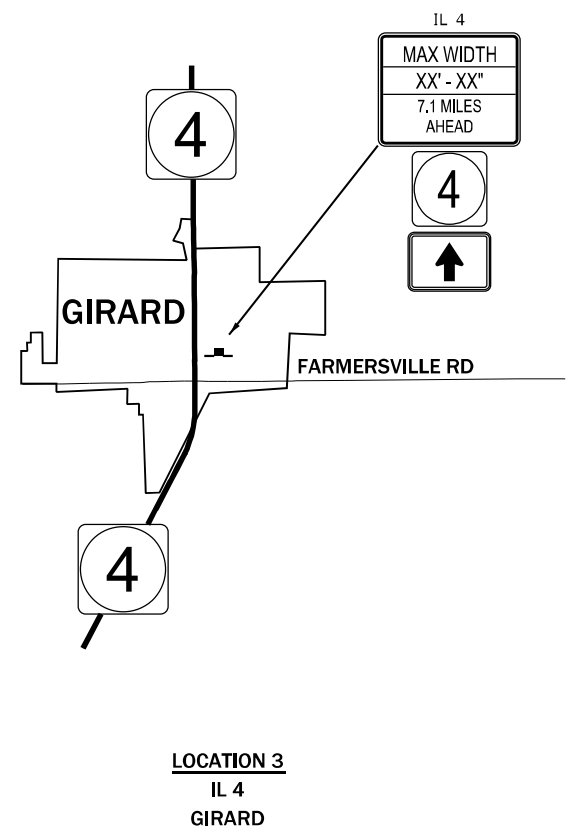 IL 4
MAX WIDTH
XX' - XX"
7.1 MILES
AHEAD
4
4
GIRARD
FARMERSVILLE RD
4
LOCATION 3
IL 4
GIRARD